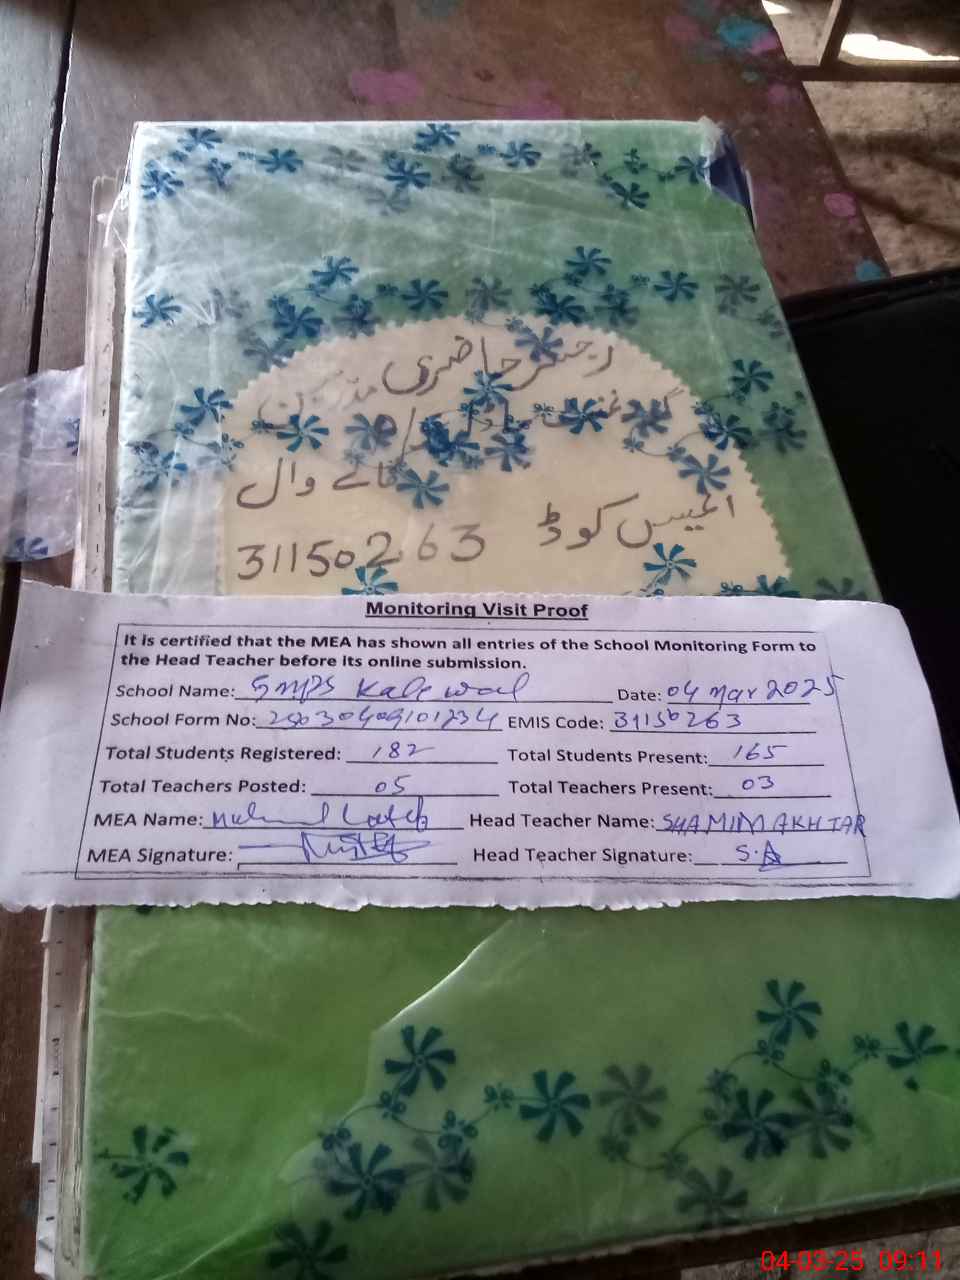 رجسٹر حاضری مدرسین
گورنمنٹ
کالے وال
ایمیس کوڈ 31150263
Monitoring Visit Proof
It is certified that the MEA has shown all entries of the School Monitoring Form to
the Head Teacher before its online submission.
School Name: GMPS Kalewal Date: 04 Mar 2025
School Form No: EMIS Code: 31150263
Total Students Registered: 182 Total Students Present: 165
Total Teachers Posted: 05 Total Teachers Present: 03
MEA Name: Head Teacher Name: SHAMIM AKHTAR
MEA Signature: Head Teacher Signature: S.A
04-03-25 09:11